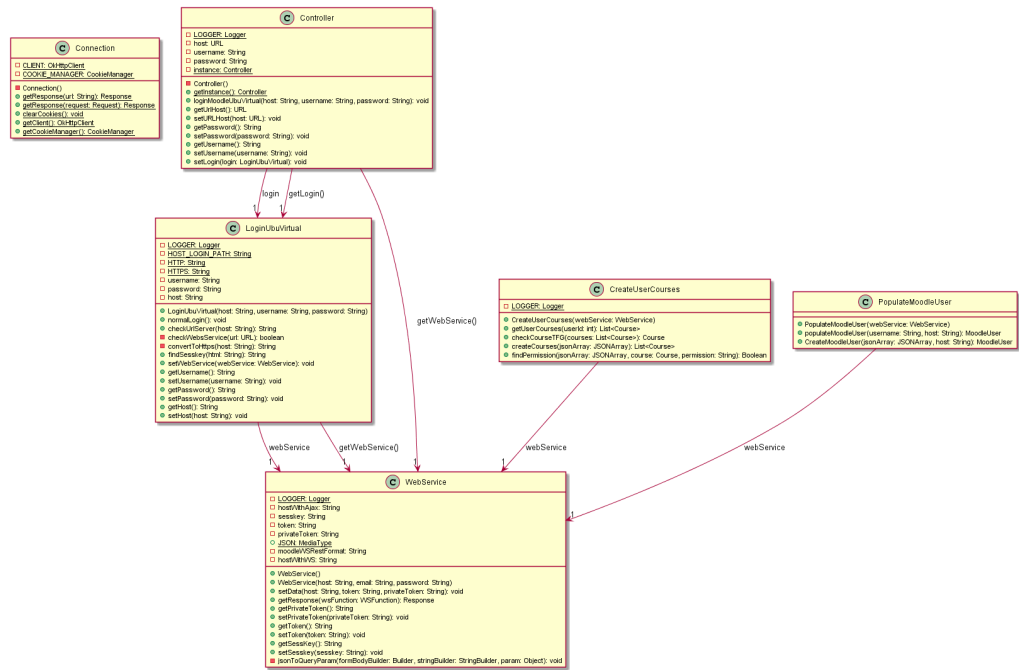 C Controller
LOGGER: Logger
host: URL
username: String
password: String
instance: Controller
Controller()
getInstance(): Controller
loginMoodleUbuVirtual(host: String, username: String, password: String): void
getUrlHost(): URL
setURLHost(host: URL): void
getPassword(): String
setPassword(password: String): void
getUsername(): String
setUsername(username: String): void
setLogin(login: LoginUbuVirtual): void
C Connection
CLIENT: OkHttpClient
COOKIE_MANAGER: CookieManager
Connection()
getResponse(url: String): Response
getResponse(request: Request): Response
clearCookies(): void
getClient(): OkHttpClient
getCookieManager(): CookieManager
login
getLogin()
1
1
C LoginUbuVirtual
LOGGER: Logger
HOST_LOGIN_PATH: String
HTTP: String
HTTPS: String
username: String
password: String
host: String
LoginUbuVirtual(host: String, username: String, password: String)
normalLogin(): void
checkUrlServer(host: String): String
checkWebsService(url: URL): boolean
convertToHttps(host: String): String
findSesskey(html: String): String
setWebService(webService: WebService): void
getUsername(): String
setUsername(username: String): void
getPassword(): String
setPassword(password: String): void
getHost(): String
setHost(host: String): void
getWebService()
C CreateUserCourses
LOGGER: Logger
CreateUserCourses(webService: WebService)
getUserCourses(userId: int): List<Course>
checkCourseTFG(courses: List<Course>): Course
createCourses(jsonArray: JSONArray): List<Course>
findPermission(jsonArray: JSONArray, course: Course, permission: String): Boolean
C PopulateMoodleUser
PopulateMoodleUser(webService: WebService)
populateMoodleUser(username: String, host: String): MoodleUser
CreateMoodleUser(jsonArray: JSONArray, host: String): MoodleUser
webService
getWebService()
webService
webService
1
1
1
1
1
C WebService
LOGGER: Logger
hostWithAjax: String
sesskey: String
token: String
privateToken: String
JSON: MediaType
moodleWSRestFormat: String
hostWithWS: String
WebService()
WebService(host: String, email: String, password: String)
setData(host: String, token: String, privateToken: String): void
getResponse(wsFunction: WSFunction): Response
getPrivateToken(): String
setPrivateToken(privateToken: String): void
getToken(): String
setToken(token: String): void
getSessKey(): String
setSesskey(sesskey: String): void
jsonToQueryParam(formBodyBuilder: Builder, stringBuilder: StringBuilder, param: Object): void